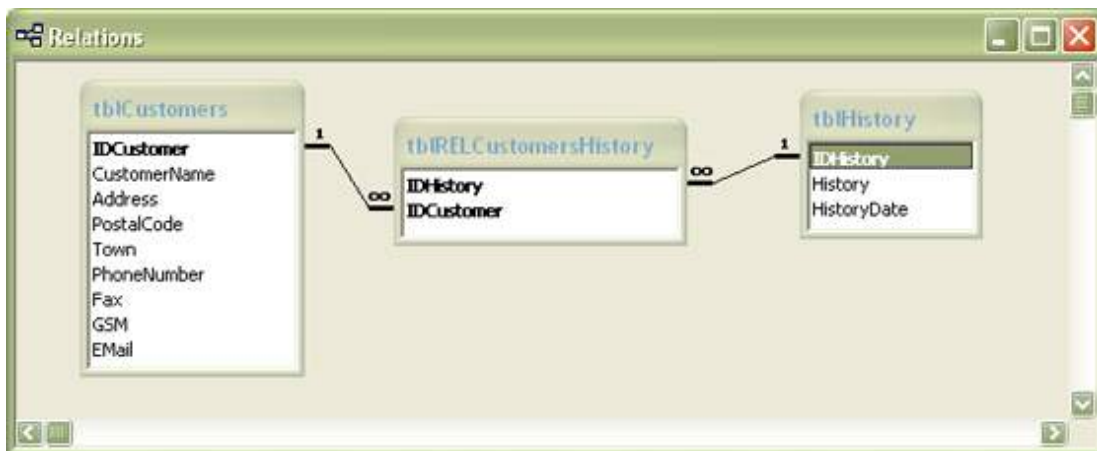 Relations
tblCustomers
IDCustomer
CustomerName
Address
PostalCode
Town
PhoneNumber
Fax
GSM
EMail
1
∞
tblRELCustomersHistory
IDHistory
IDCustomer
∞
1
tblHistory
IDHistory
History
HistoryDate